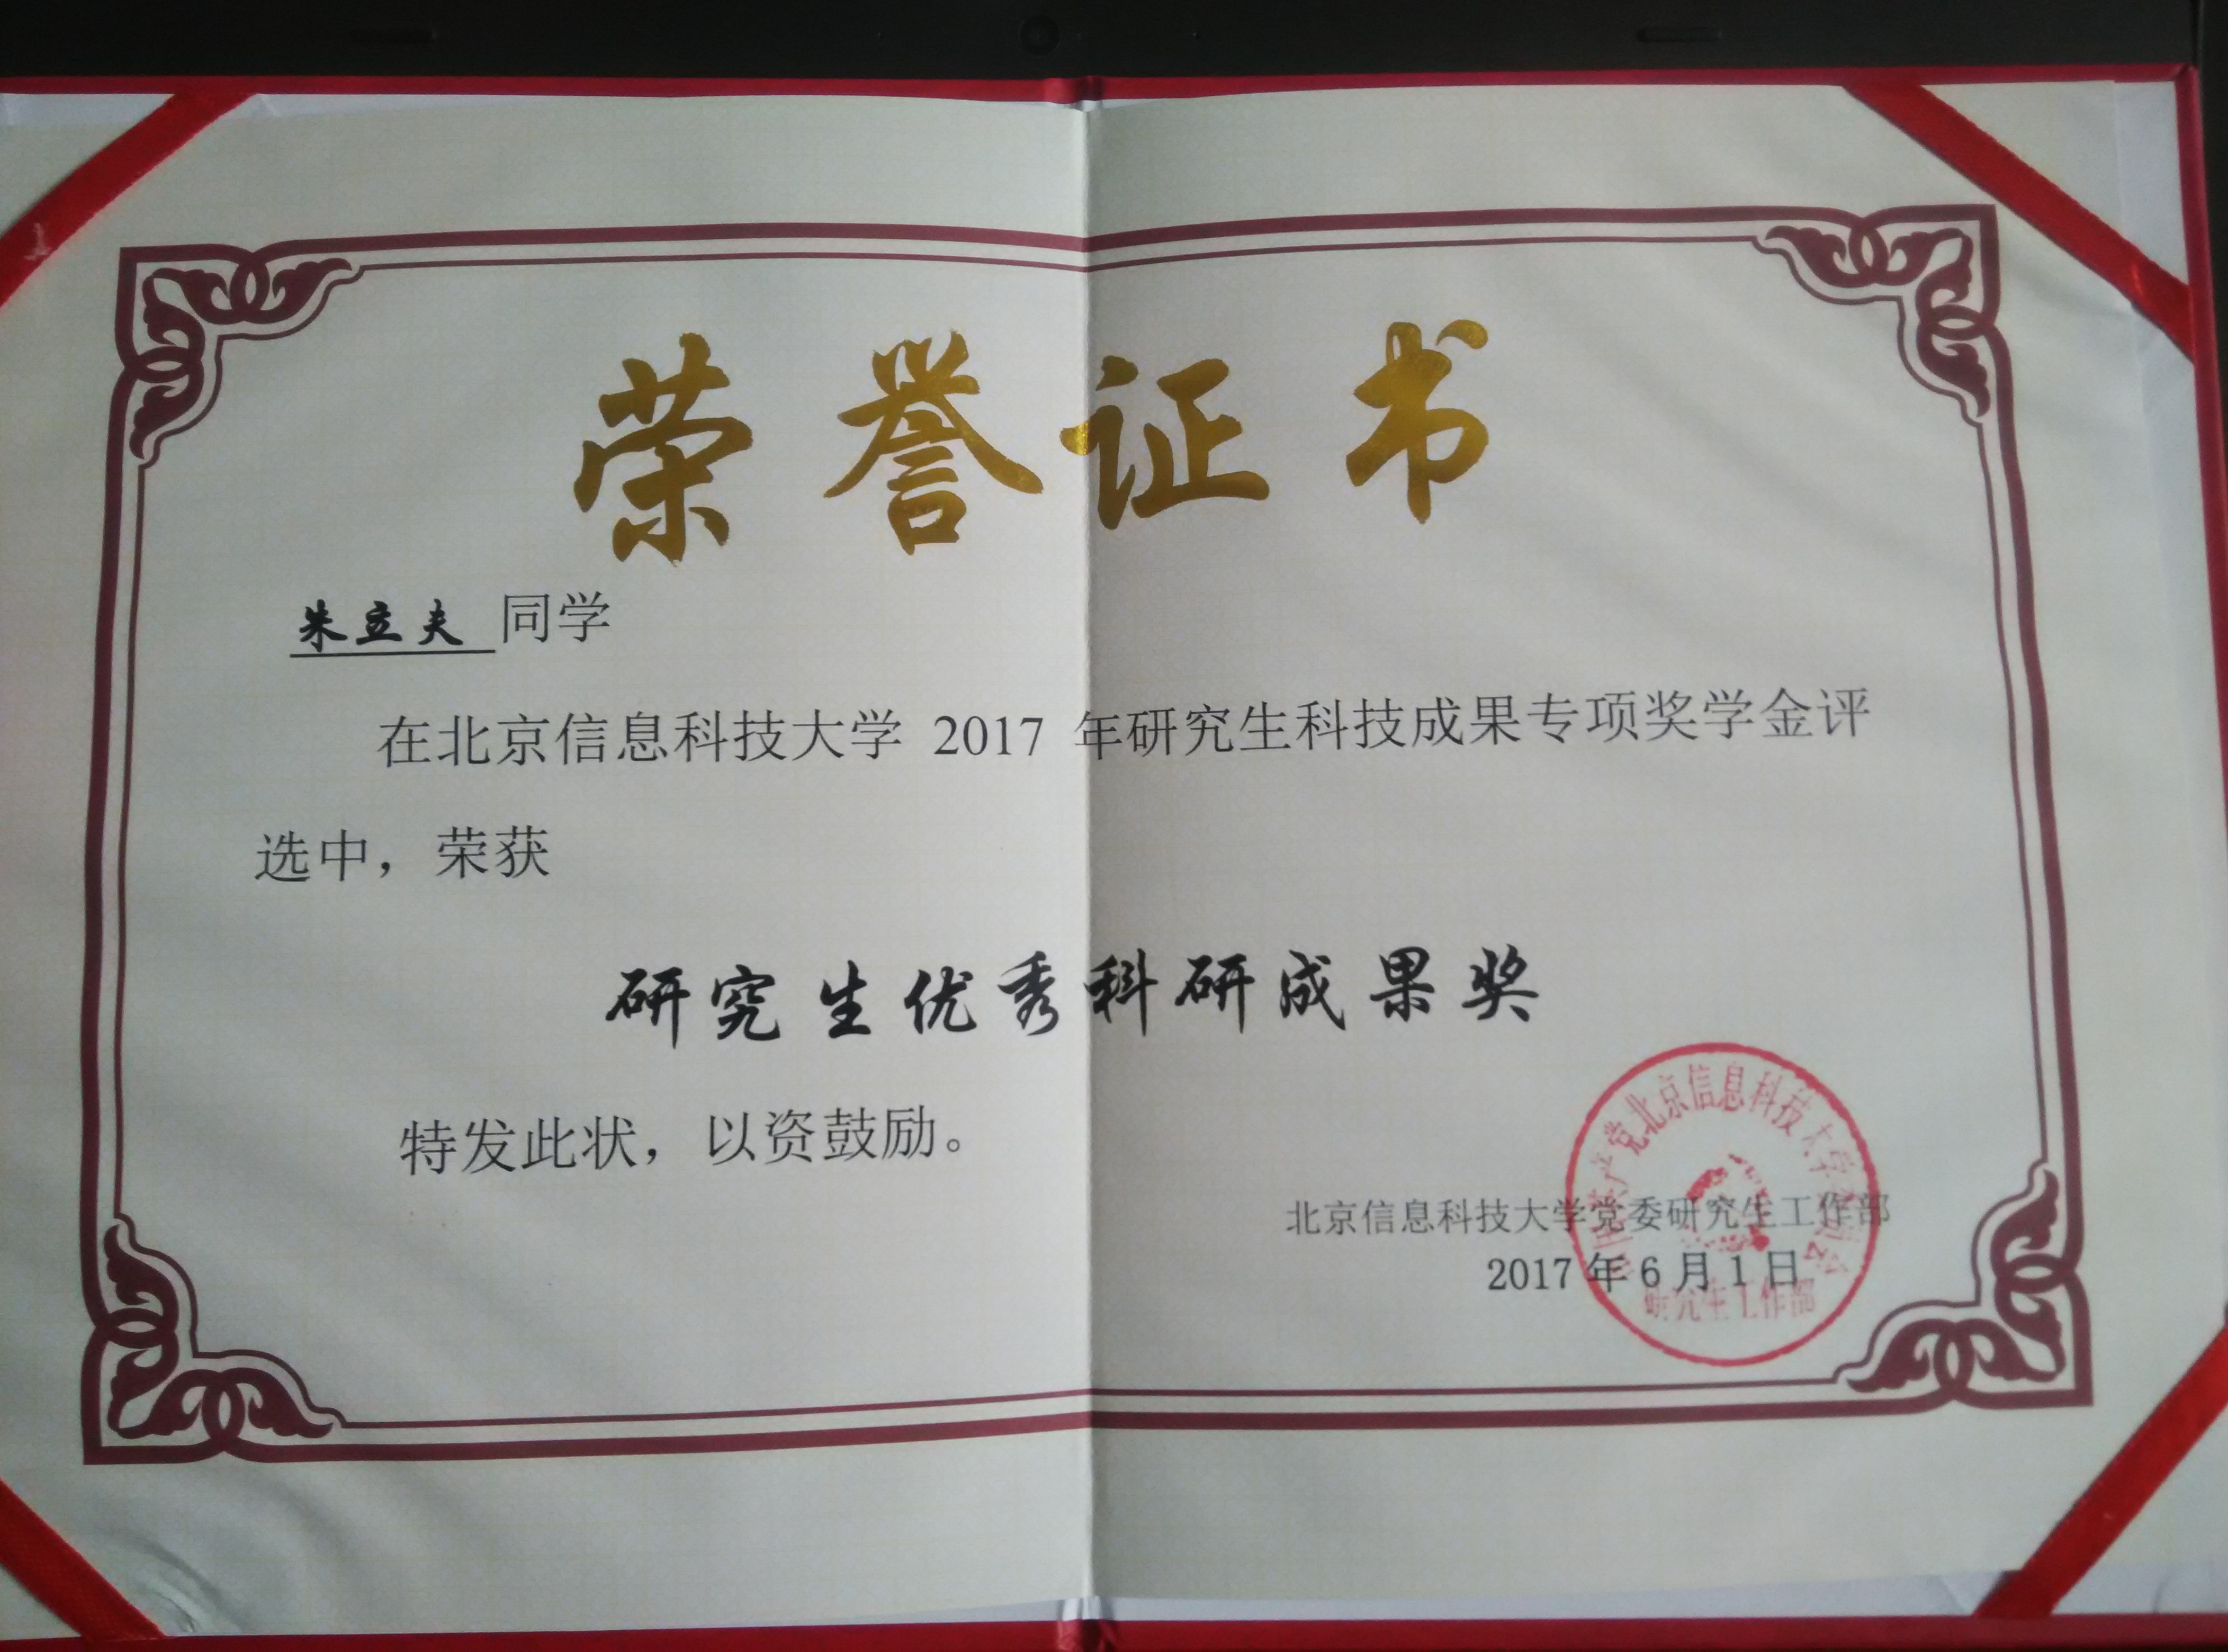 荣誉证书
朱立夫 同学
在北京信息科技大学 2017 年研究生科技成果专项奖学金评
选中，荣获
研究生优秀科研成果奖
特发此状，以资鼓励。
北京信息科技大学党委研究生工作部
2017 年 6 月 1 日
产党北京信息科技大学
研究生工作部